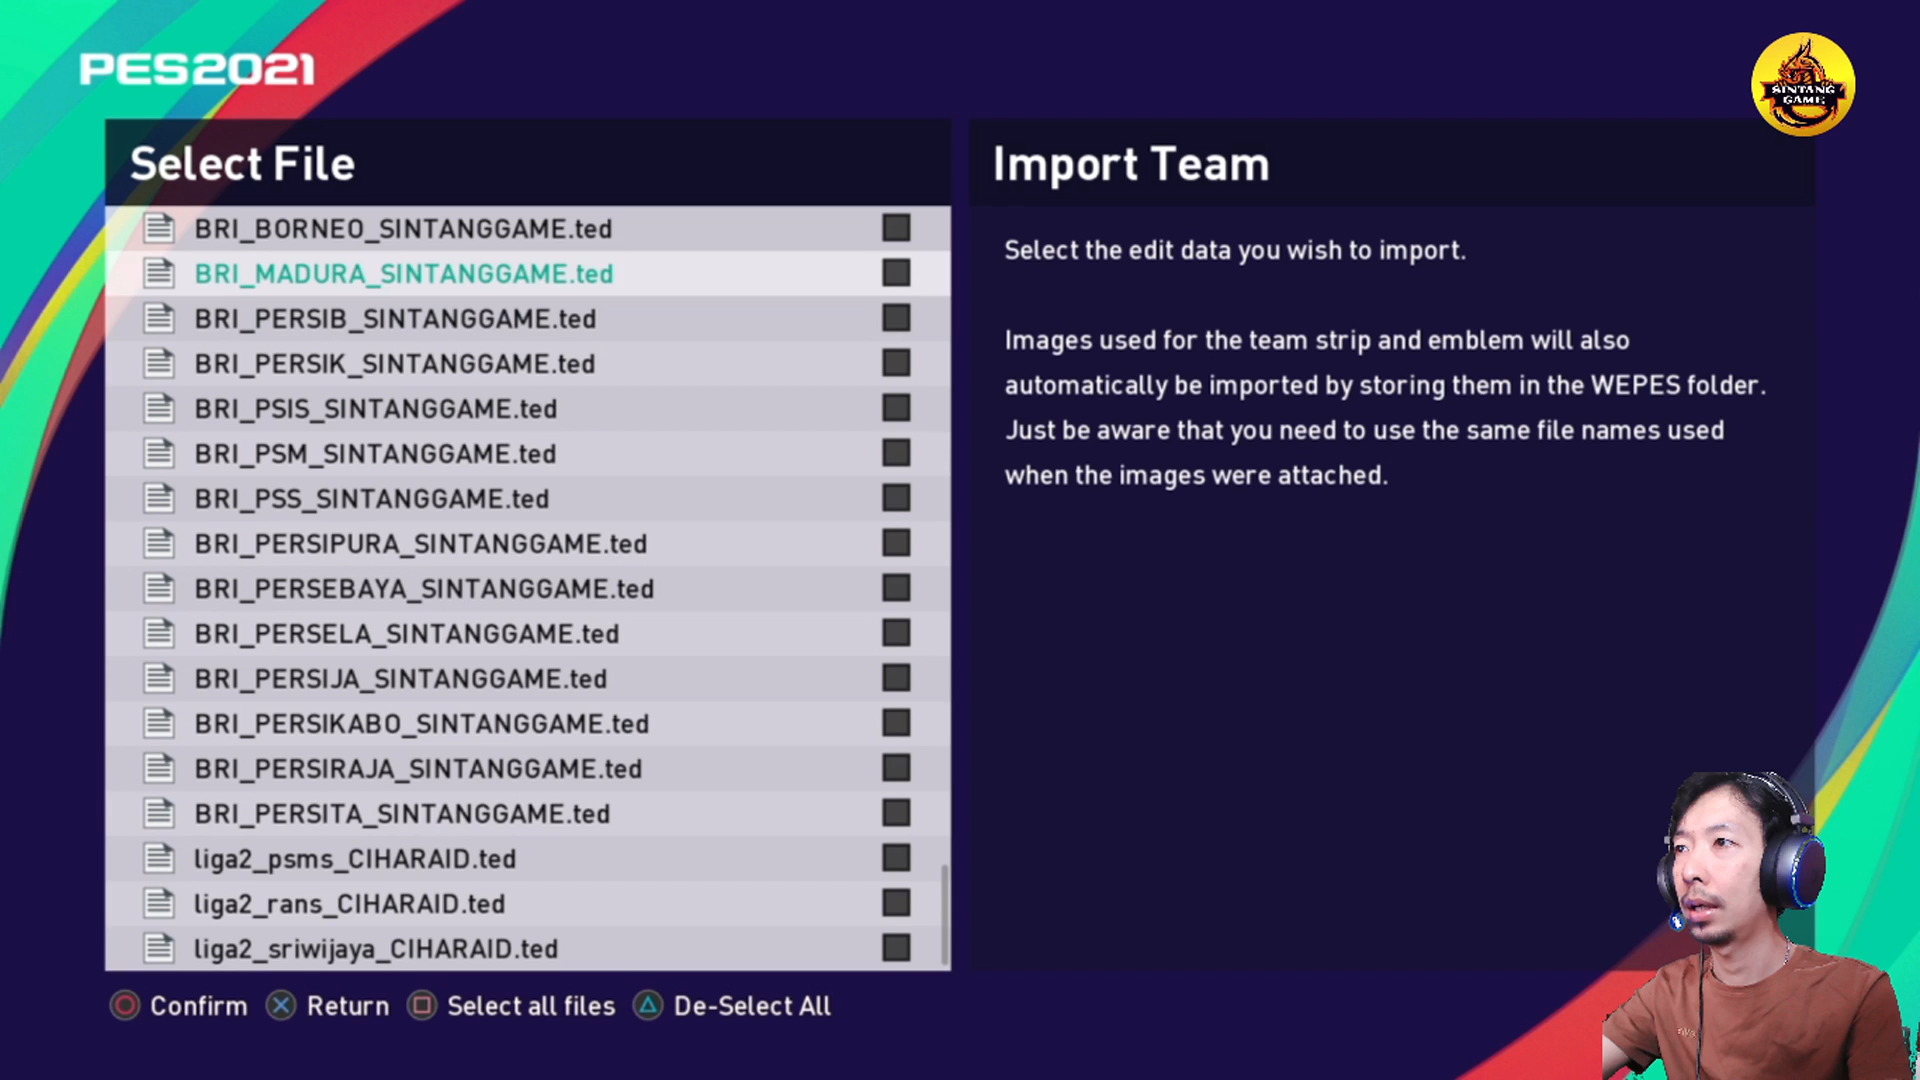 PES2021
SINTANG
GAME
Select File
BRI_BORNEO_SINTANGGAME.ted
BRI_MADURA_SINTANGGAME.ted
BRI_PERSIB_SINTANGGAME.ted
BRI_PERSIK_SINTANGGAME.ted
BRI_PSIS_SINTANGGAME.ted
BRI_PSM_SINTANGGAME.ted
BRI_PSS_SINTANGGAME.ted
BRI_PERSIPURA_SINTANGGAME.ted
BRI_PERSEBAYA_SINTANGGAME.ted
BRI_PERSELA_SINTANGGAME.ted
BRI_PERSIJA_SINTANGGAME.ted
BRI_PERSIKABO_SINTANGGAME.ted
BRI_PERSIRAJA_SINTANGGAME.ted
BRI_PERSITA_SINTANGGAME.ted
liga2_psms_CIHARAID.ted
liga2_rans_CIHARAID.ted
liga2_sriwijaya_CIHARAID.ted
Import Team
Select the edit data you wish to import.
Images used for the team strip and emblem will also
automatically be imported by storing them in the WEPES folder.
Just be aware that you need to use the same file names used
when the images were attached.
Confirm Return Select all files De-Select All